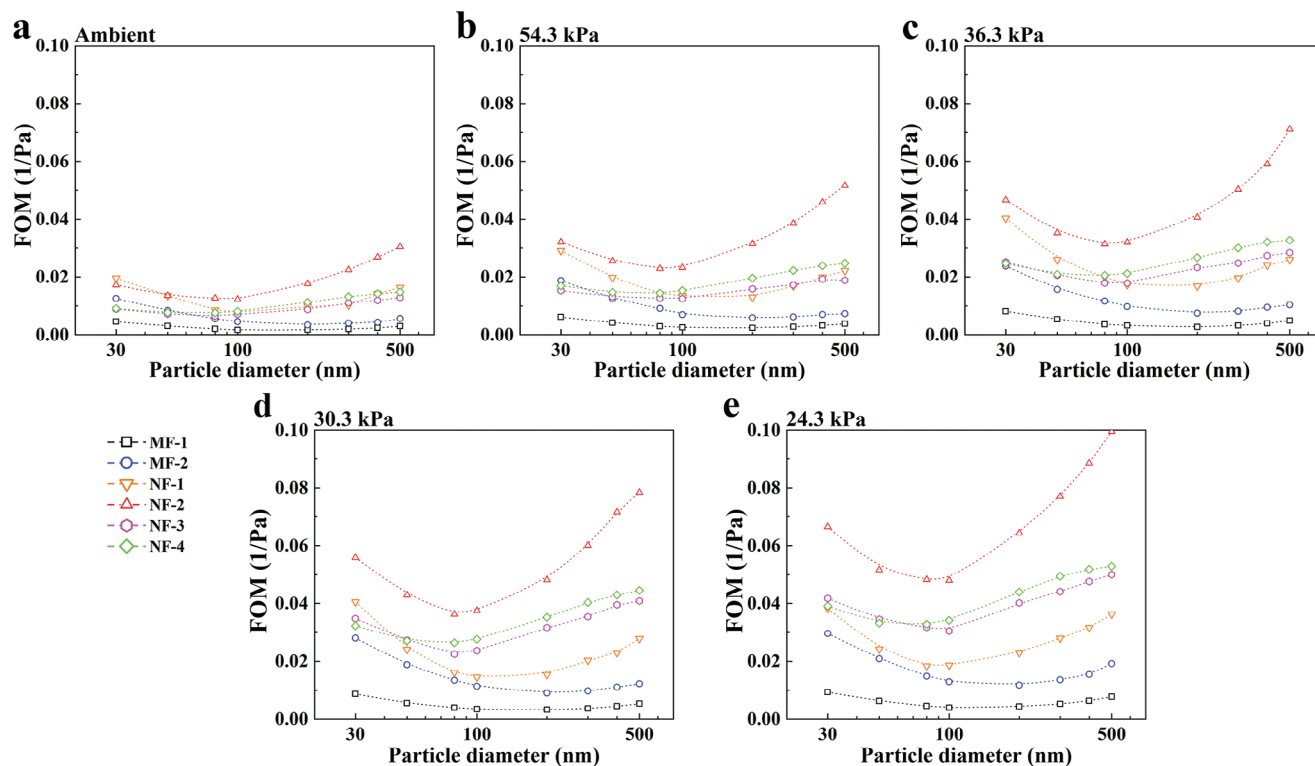 a
Ambient
0.10
0.08
0.06
0.04
0.02
0.00
FOM (1/Pa)
30
100
500
Particle diameter (nm)
b
54.3 kPa
0.10
0.08
0.06
0.04
0.02
0.00
FOM (1/Pa)
30
100
500
Particle diameter (nm)
c
36.3 kPa
0.10
0.08
0.06
0.04
0.02
0.00
FOM (1/Pa)
30
100
500
Particle diameter (nm)
MF-1
MF-2
NF-1
NF-2
NF-3
NF-4
d
30.3 kPa
0.10
0.08
0.06
0.04
0.02
0.00
FOM (1/Pa)
30
100
500
Particle diameter (nm)
e
24.3 kPa
0.10
0.08
0.06
0.04
0.02
0.00
FOM (1/Pa)
30
100
500
Particle diameter (nm)